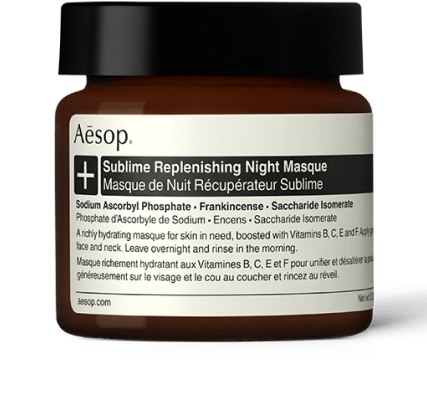 Aēsop.
+ Sublime Replenishing Night Masque
Masque de Nuit Récupérateur Sublime
Sodium Ascorbyl Phosphate • Frankincense • Saccharide Isomerate
Phosphate d'Ascorbyle de Sodium • Encens • Saccharide Isomerate
A richly hydrating masque for skin in need, boosted with Vitamins B, C, E and F. Apply
face and neck. Leave overnight and rinse in the morning.
Masque richement hydratant aux Vitamines B, C, E et F pour unifier et désaltérer la
généreusement sur le visage et le cou au coucher et rincez au réveil.
aesop.com